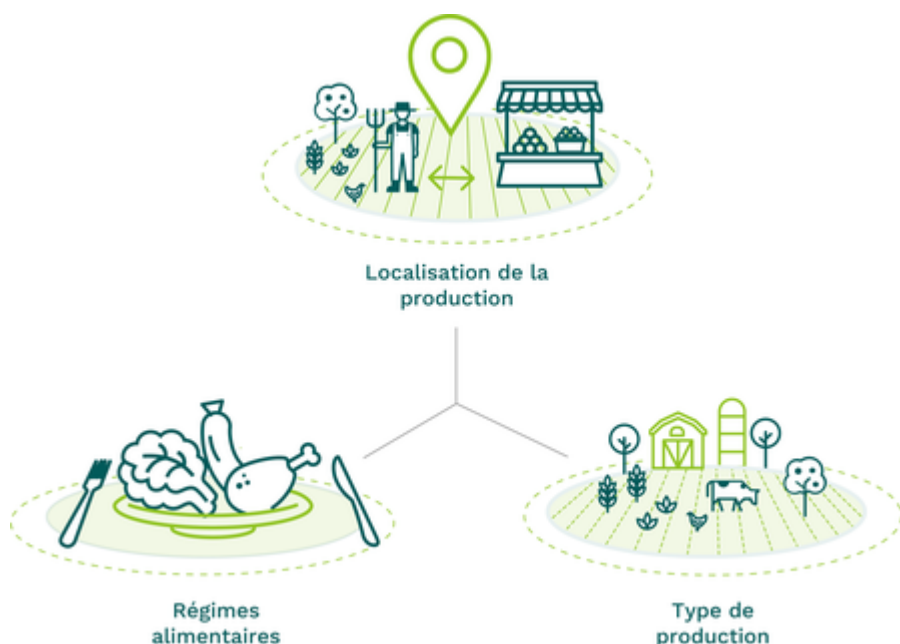 Localisation de la
production
Régimes
alimentaires
Type de
production